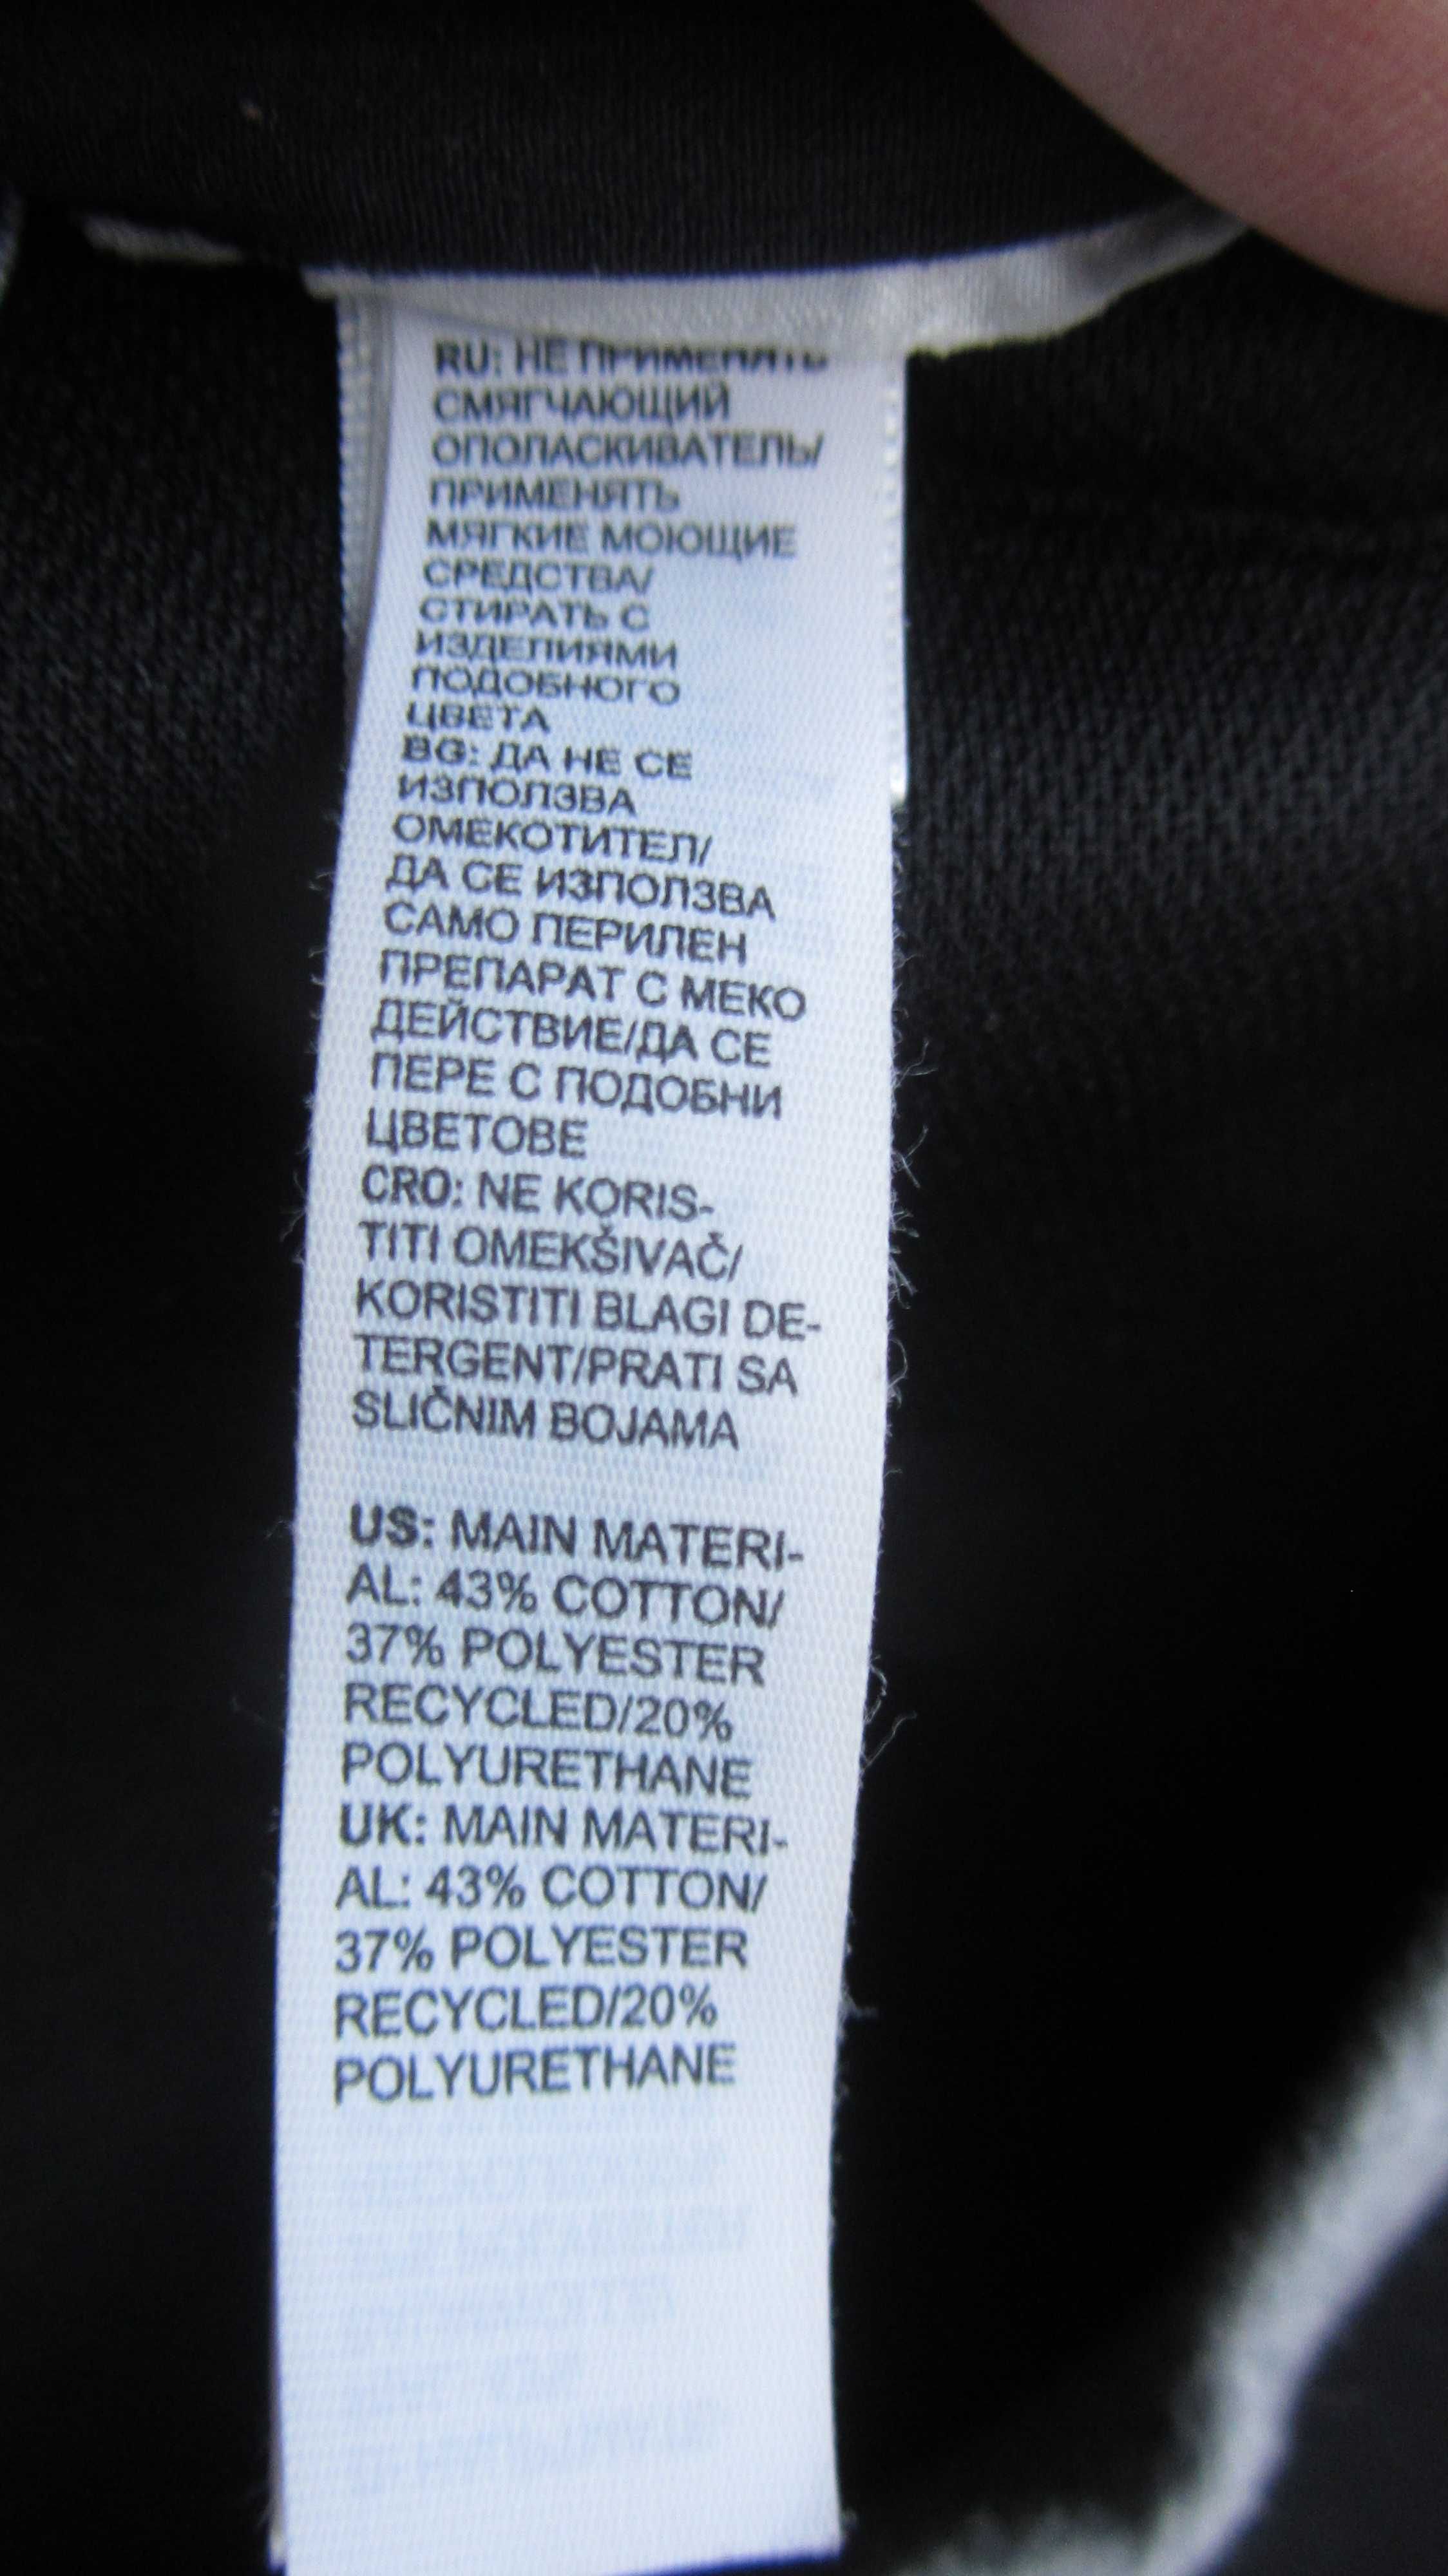 RU: НЕ ПРИМЕНЯТЬ
СМЯГЧАЮЩИЙ
ОПОЛАСКИВАТЕЛЬ/
ПРИМЕНЯТЬ
МЯГКИЕ МОЮЩИЕ
СРЕДСТВА/
СТИРАТЬ С
ИЗДЕЛИЯМИ
ПОДОБНОГО
ЦВЕТА
BG: ДА НЕ СЕ
ИЗПОЛЗВА
ОМЕКОТИТЕЛ/
ДА СЕ ИЗПОЛЗВА
САМО ПЕРИЛЕН
ПРЕПАРАТ С МЕКО
ДЕЙСТВИЕ/ДА СЕ
ПЕРЕ С ПОДОБНИ
ЦВЕТОВЕ
CRO: NE KORIS-
TITI OMEKŠIVAČ/
KORISTITI BLAGI DE-
TERGENT/PRATI SA
SLIČNIM BOJAMA
US: MAIN MATERI-
AL: 43% COTTON/
37% POLYESTER
RECYCLED/20%
POLYURETHANE
UK: MAIN MATERI-
AL: 43% COTTON/
37% POLYESTER
RECYCLED/20%
POLYURETHANE